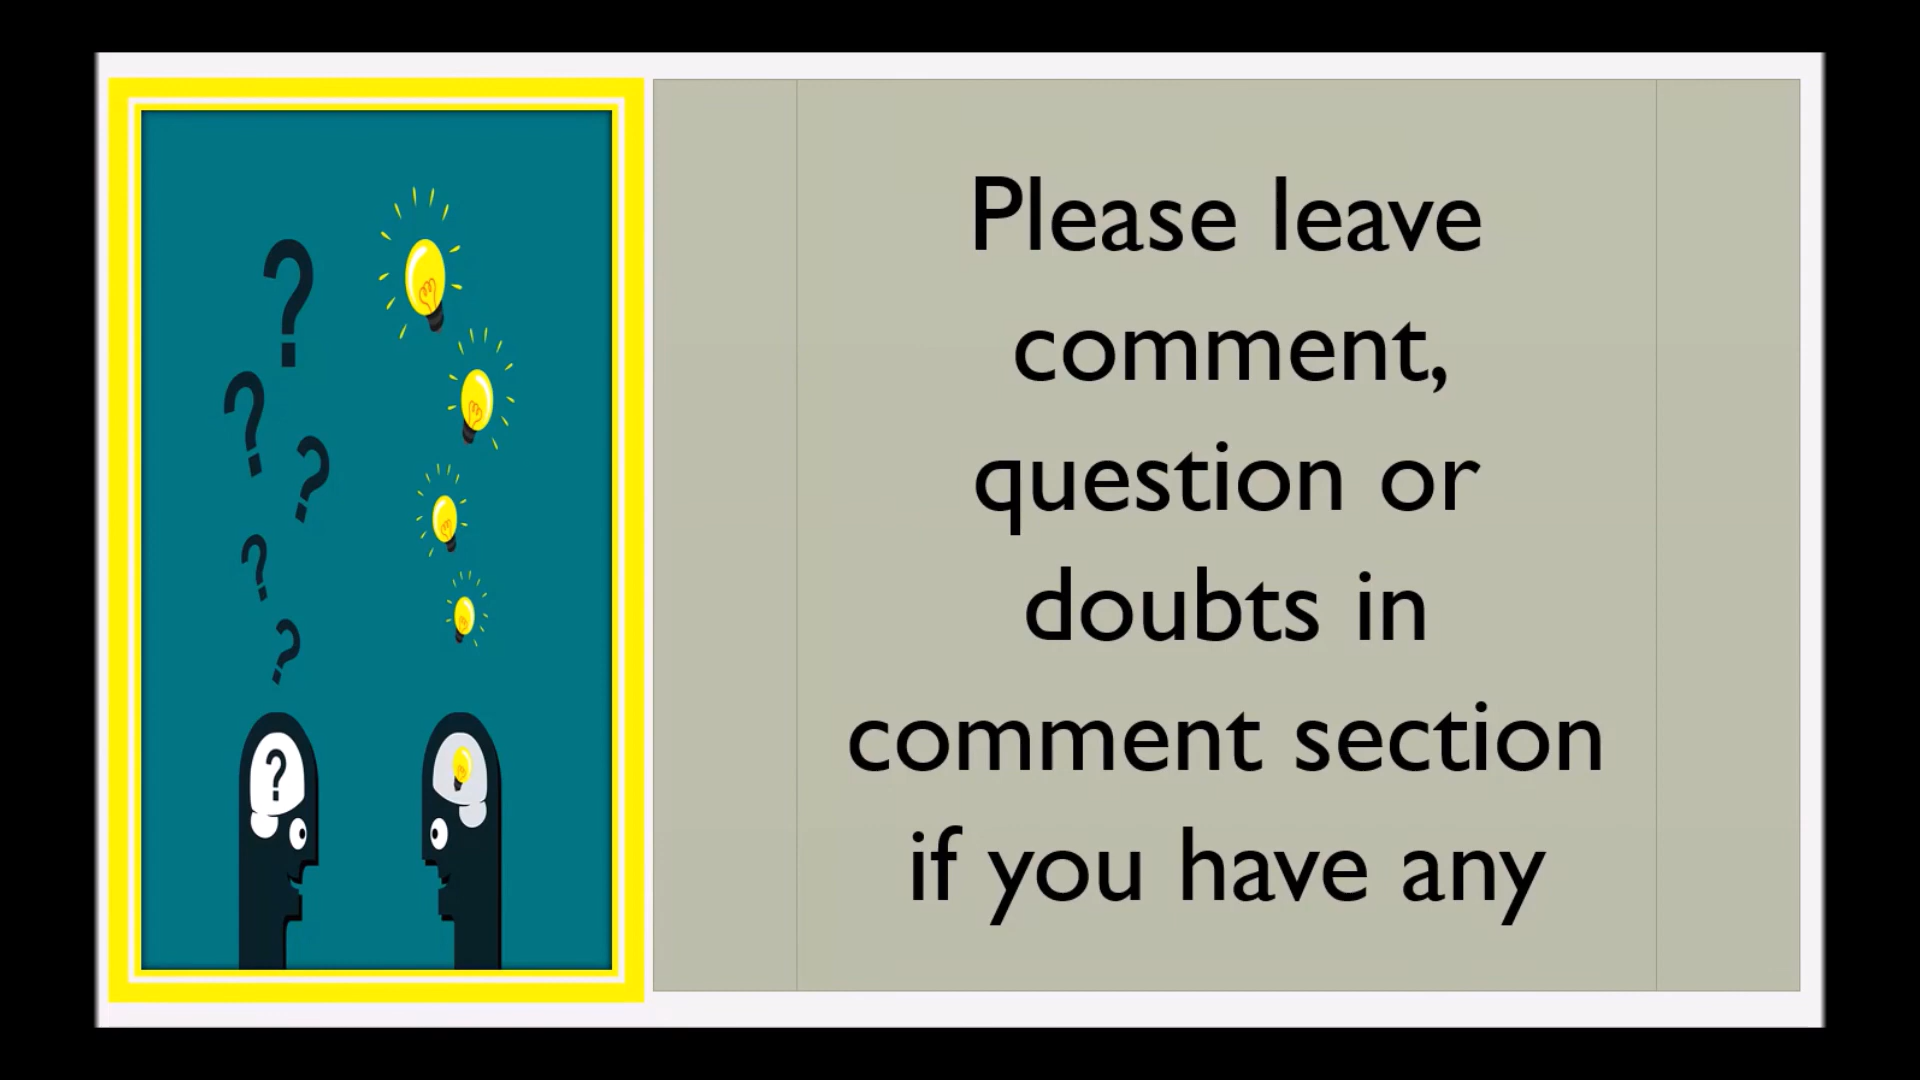 Please leave
comment,
question or
doubts in
comment section
if you have any